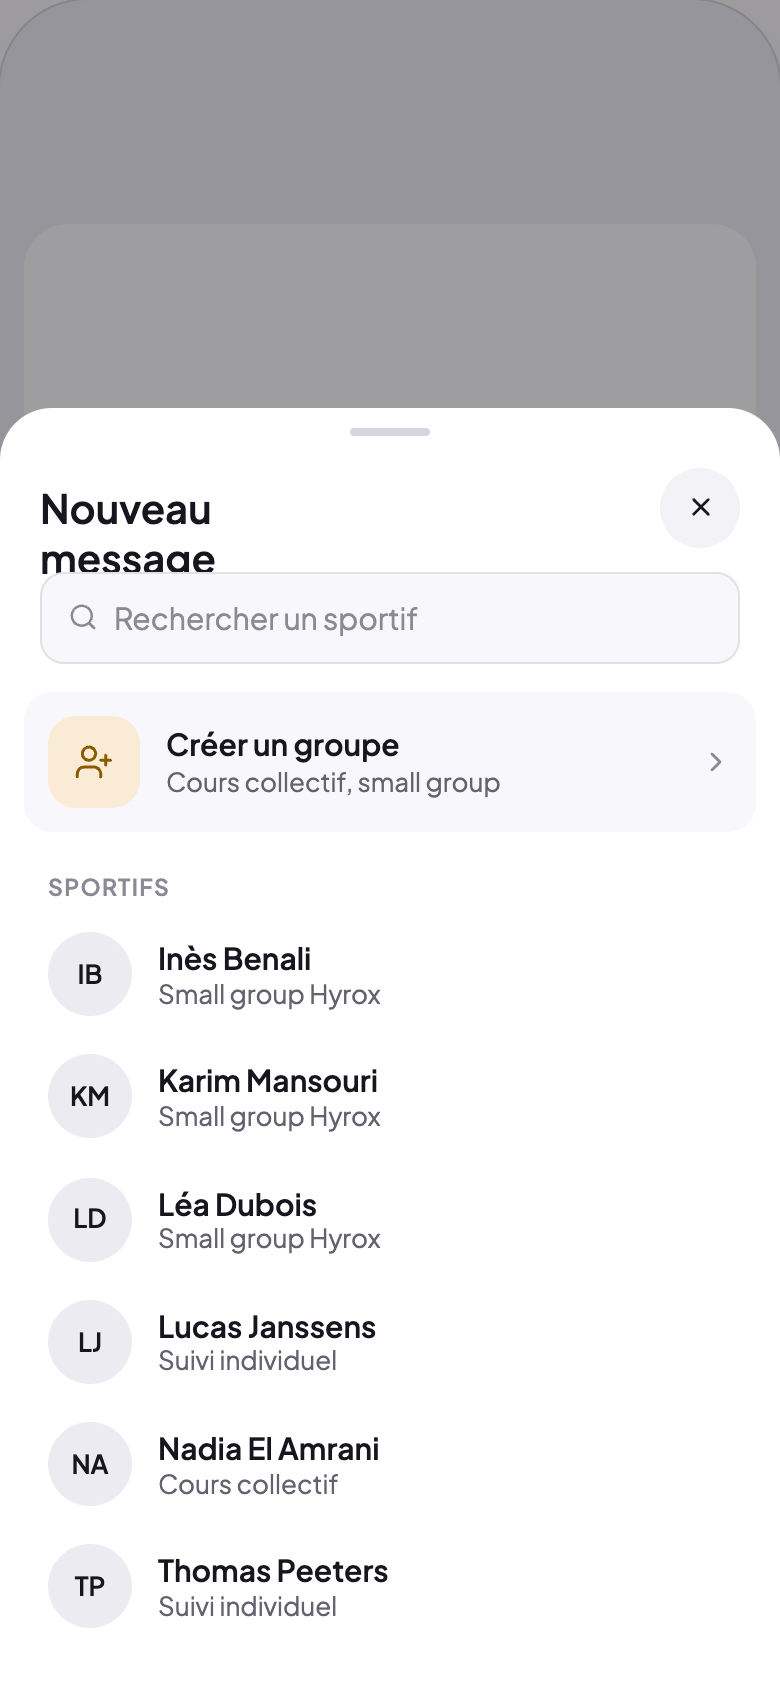 Nouveau
message
Rechercher un sportif
Créer un groupe
Cours collectif, small group
SPORTIFS
IB
Inès Benali
Small group Hyrox
KM
Karim Mansouri
Small group Hyrox
LD
Léa Dubois
Small group Hyrox
LJ
Lucas Janssens
Suivi individuel
NA
Nadia El Amrani
Cours collectif
TP
Thomas Peeters
Suivi individuel